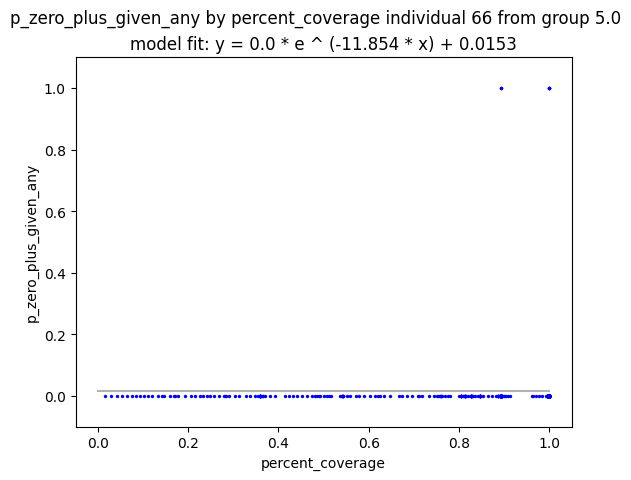 p_zero_plus_given_any by percent_coverage individual 66 from group 5.0
model fit: y = 0.0 * e ^ (-11.854 * x) + 0.0153
1.0
0.8
0.6
0.4
0.2
0.0
p_zero_plus_given_any
0.0 0.2 0.4 0.6 0.8 1.0
percent_coverage